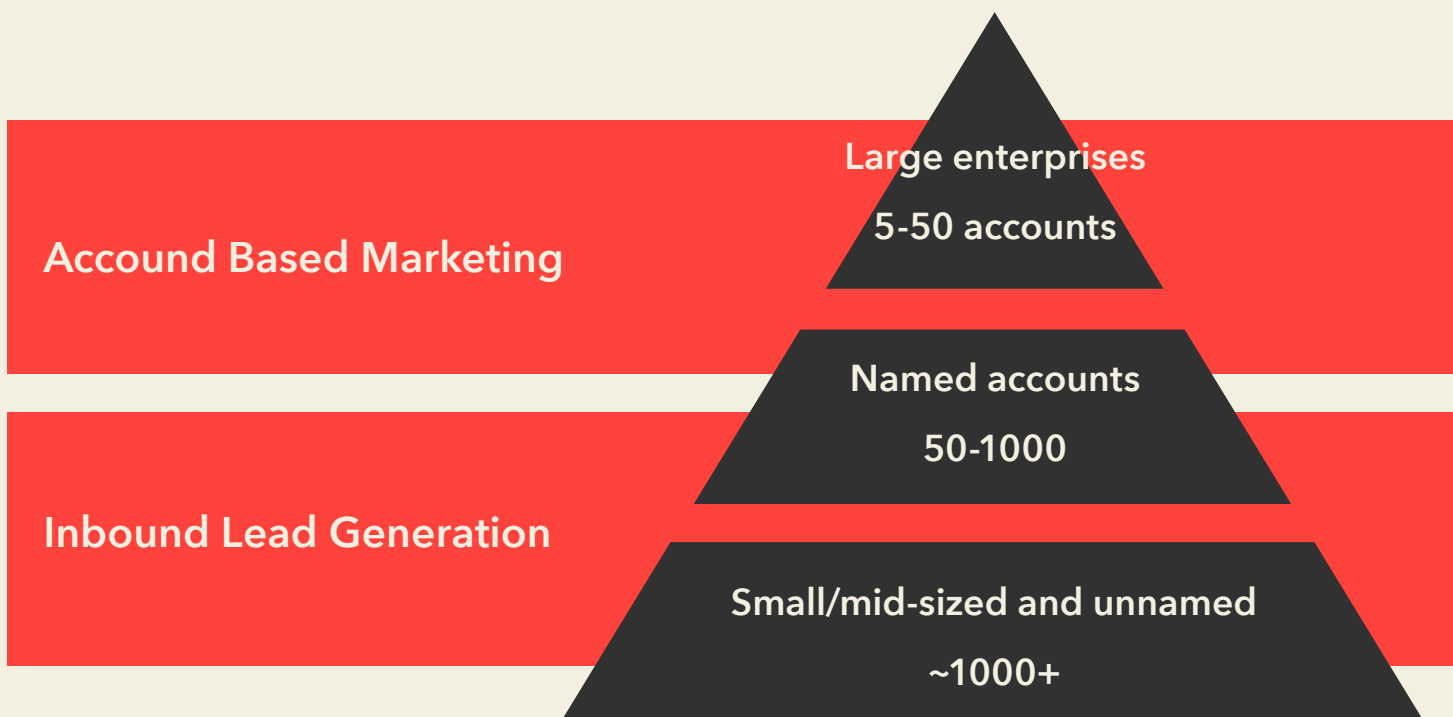 Large enterprises
5-50 accounts
Accound Based Marketing
Named accounts
50-1000
Inbound Lead Generation
Small/mid-sized and unnamed
~1000+